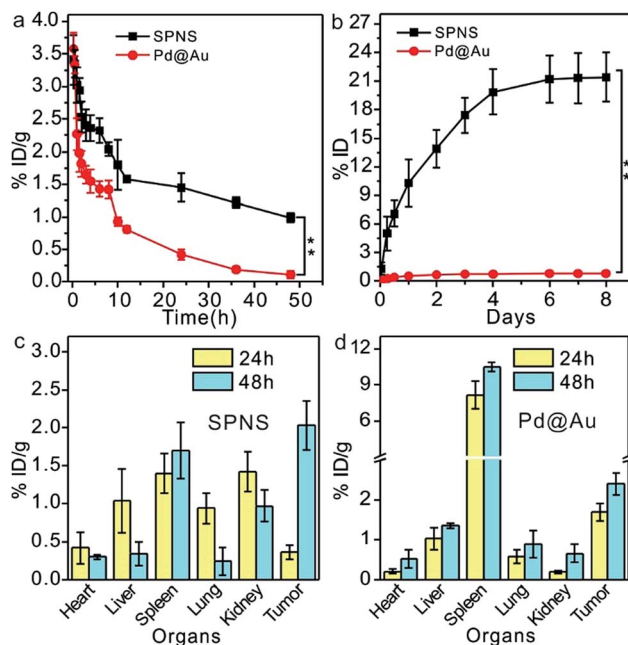 a
SPNS
Pd@Au
4.0
3.5
3.0
2.5
2.0
1.5
1.0
0.5
0.0
% ID/g
**
0 10 20 30 40 50
Time(h)
b
SPNS
Pd@Au
24
21
18
15
12
9
6
3
0
% ID
**
0 2 4 6 8
Days
c
24h
48h
SPNS
3.0
2.5
2.0
1.5
1.0
0.5
0.0
% ID/g
Heart Liver Spleen Lung Kidney Tumor
Organs
d
24h
48h
Pd@Au
12
9
6
2
1
0
% ID/g
Heart Liver Spleen Lung Kidney Tumor
Organs